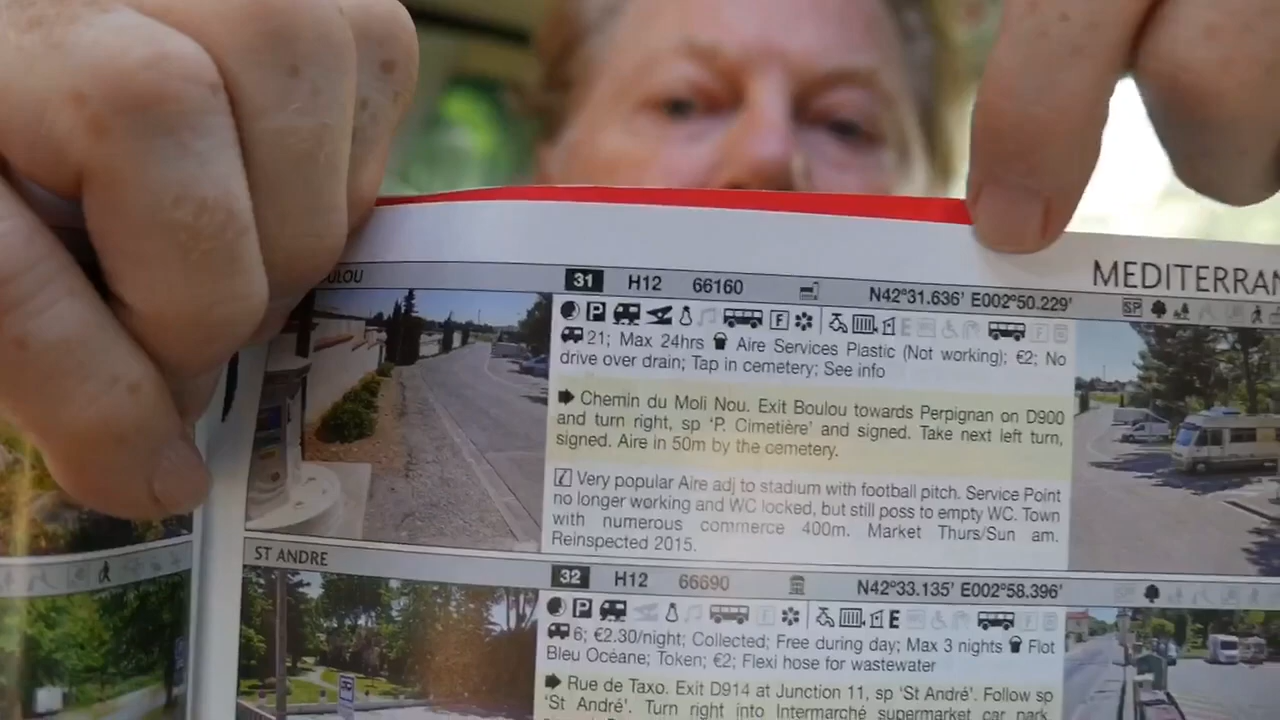 MEDITERRAN
OULOU
31 H12 66160 N42°31.636' E002°50.229' SP
P F E
21; Max 24hrs Aire Services Plastic (Not working); €2; No
drive over drain; Tap in cemetery; See info
Chemin du Moli Nou. Exit Boulou towards Perpignan on D900
and turn right, sp 'P. Cimetière' and signed. Take next left turn,
signed. Aire in 50m by the cemetery.
i Very popular Aire adj to stadium with football pitch. Service Point
no longer working and WC locked, but still poss to empty WC. Town
with numerous commerce 400m. Market Thurs/Sun am.
Reinspected 2015.
ST ANDRE
32 H12 66690 N42°33.135' E002°58.396'
P F E
6; €2.30/night; Collected; Free during day; Max 3 nights Flot
Bleu Océane; Token; €2; Flexi hose for wastewater
Rue de Taxo. Exit D914 at Junction 11, sp 'St André'. Follow sp
'St André'. Turn right into Intermarché supermarket car park